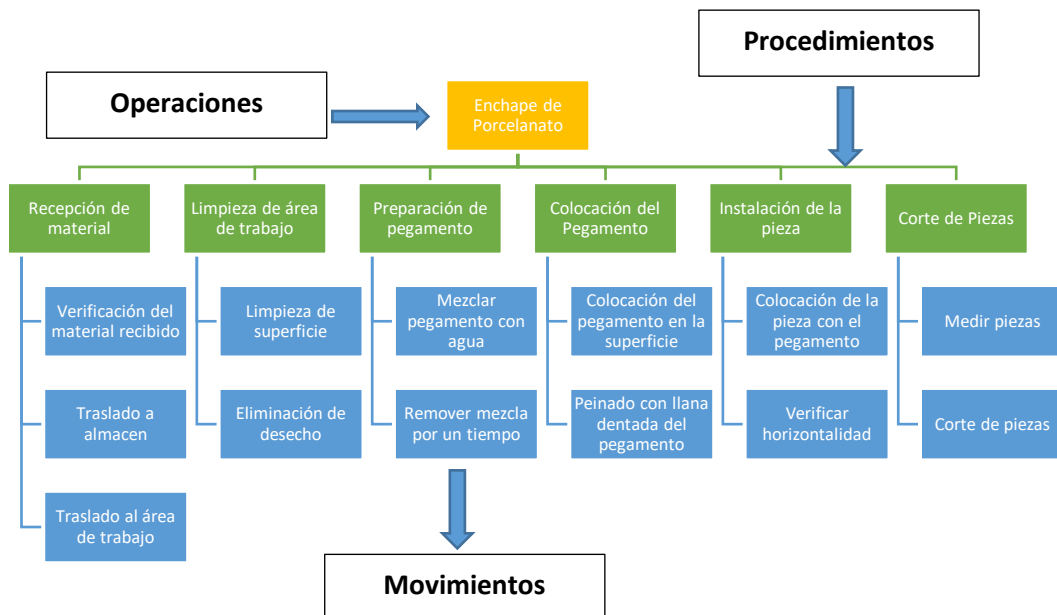 Procedimientos
Operaciones
Enchape de
Porcelanato
Recepción de
material
Limpieza de área
de trabajo
Preparación de
pegamento
Colocación del
Pegamento
Instalación de la
pieza
Corte de Piezas
Verificación del
material recibido
Limpieza de
superficie
Mezclar
pegamento con
agua
Colocación del
pegamento en la
superficie
Colocación de la
pieza con el
pegamento
Medir piezas
Traslado a
almacen
Eliminación de
desecho
Remover mezcla
por un tiempo
Peinado con llana
dentada del
pegamento
Verificar
horizontalidad
Corte de piezas
Traslado al área
de trabajo
Movimientos